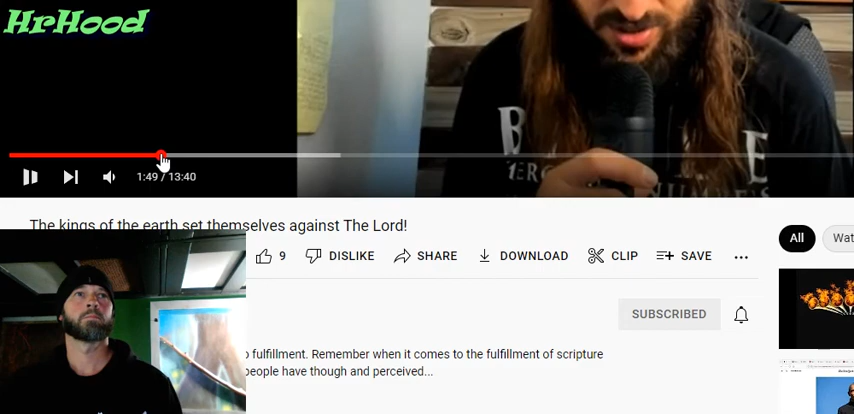 HrHood
1:49 / 13:40
The kings of the earth set themselves against The Lord!
9 DISLIKE SHARE DOWNLOAD CLIP SAVE ...
All Wat
SUBSCRIBED
fulfillment. Remember when it comes to the fulfillment of scripture
people have though and perceived...